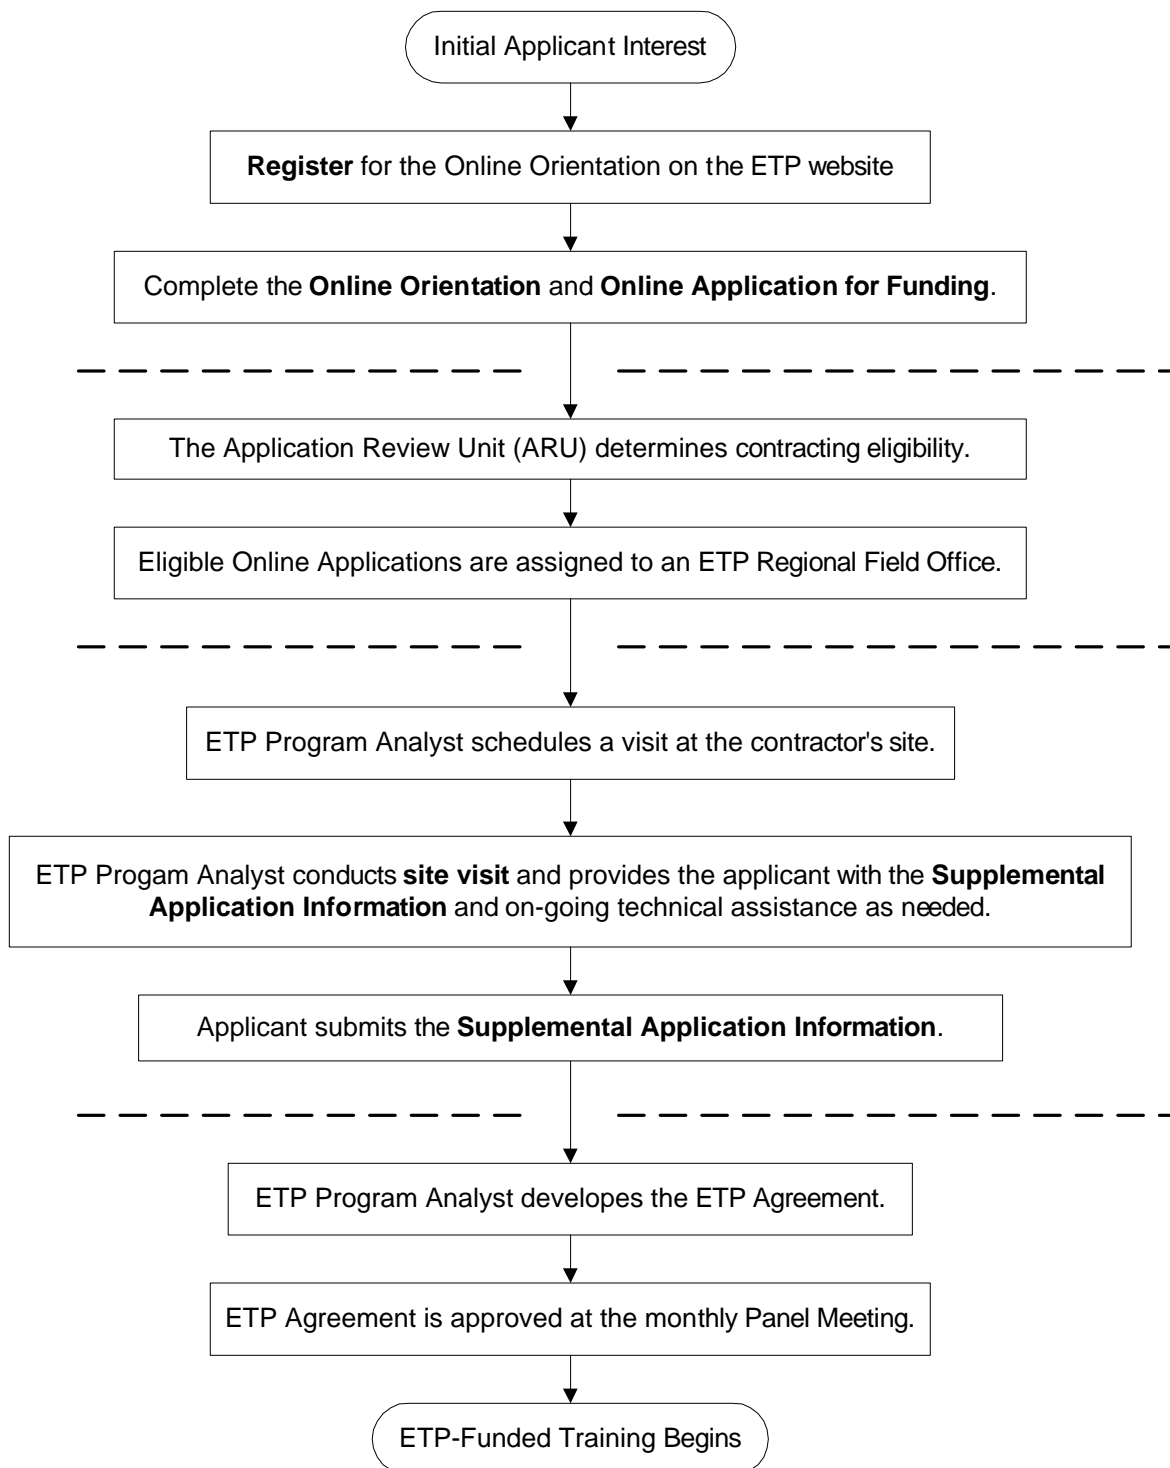 Initial Applicant Interest
Register for the Online Orientation on the ETP website
Complete the Online Orientation and Online Application for Funding.
The Application Review Unit (ARU) determines contracting eligibility.
Eligible Online Applications are assigned to an ETP Regional Field Office.
ETP Program Analyst schedules a visit at the contractor's site.
ETP Progam Analyst conducts site visit and provides the applicant with the Supplemental
Application Information and on-going technical assistance as needed.
Applicant submits the Supplemental Application Information.
ETP Program Analyst developes the ETP Agreement.
ETP Agreement is approved at the monthly Panel Meeting.
ETP-Funded Training Begins